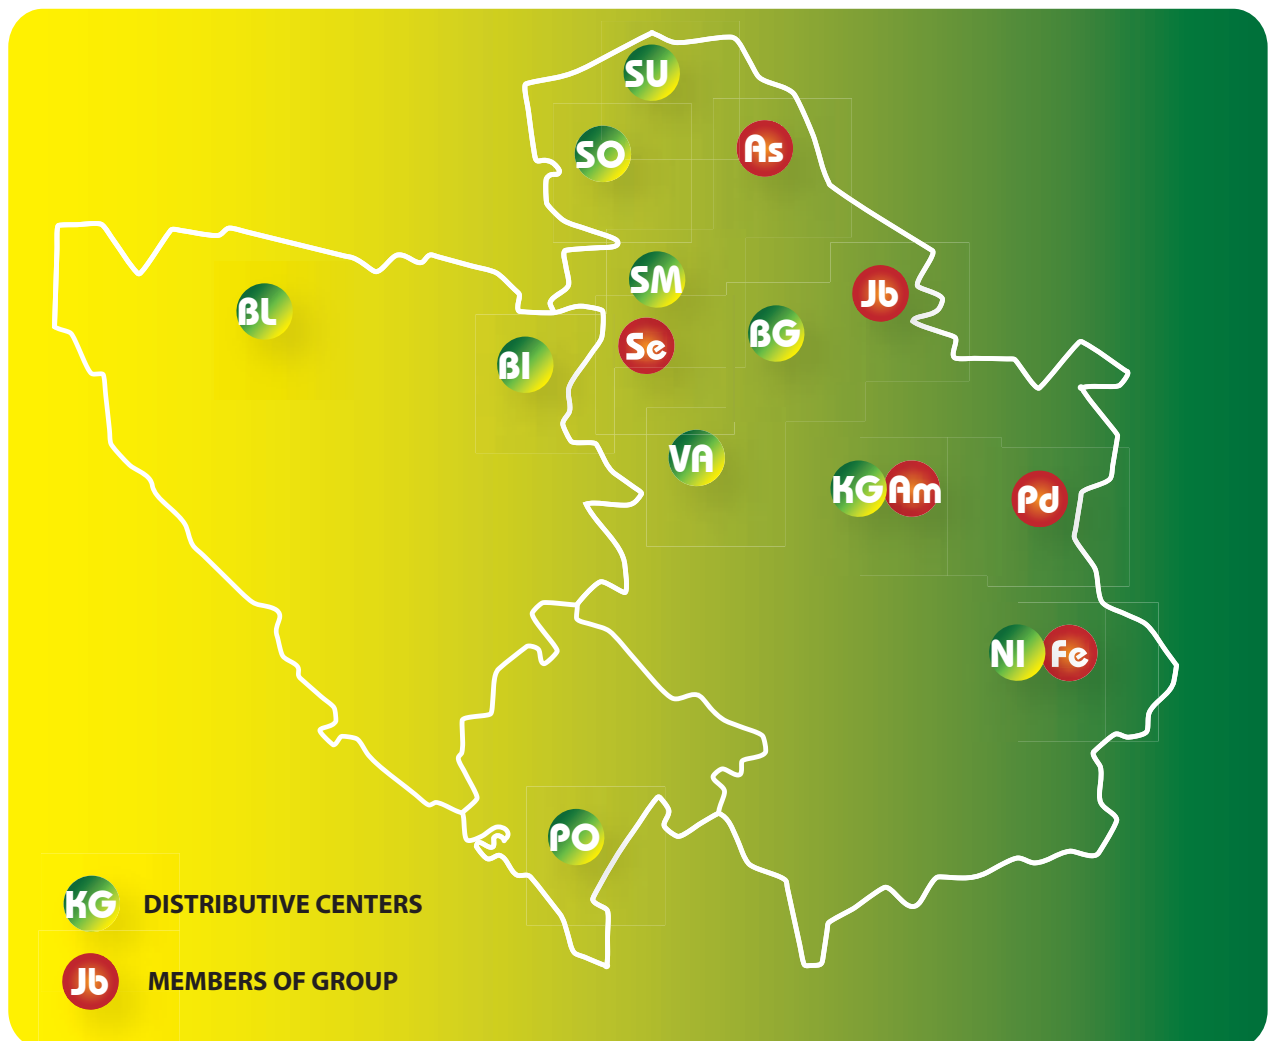 SU
SO
As
SM
Jb
BL
BG
Se
BI
VA
KG Am
Pd
NI Fe
PO
KG DISTRIBUTIVE CENTERS
Jb MEMBERS OF GROUP